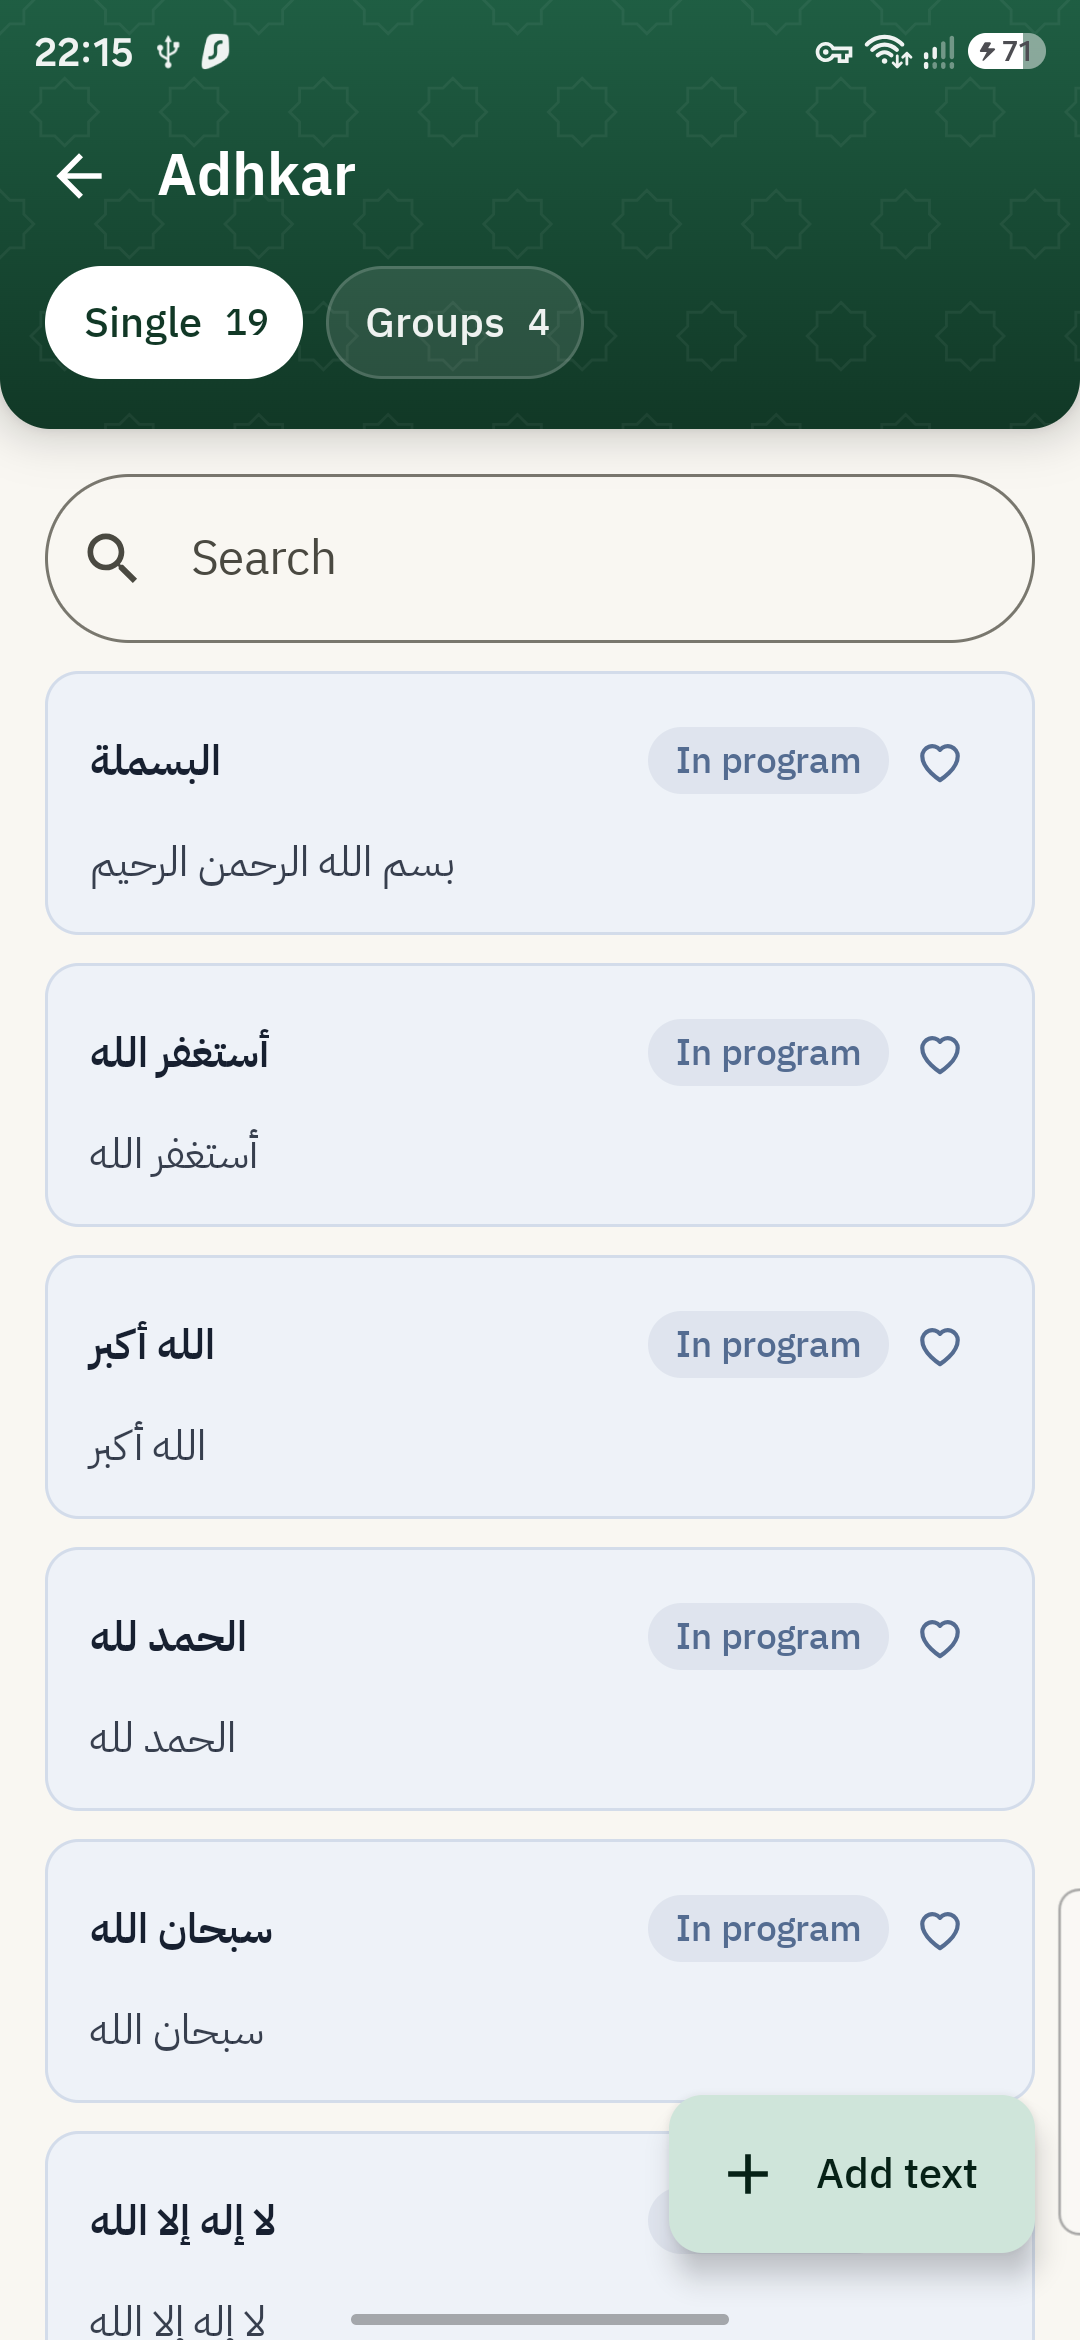 22:15
71
Adhkar
Single 19
Groups 4
Search
البسملة
In program
بسم الله الرحمن الرحيم
أستغفر الله
In program
أستغفر الله
الله أكبر
In program
الله أكبر
الحمد لله
In program
الحمد لله
سبحان الله
In program
سبحان الله
Add text
لا إله إلا الله
لا إله إلا الله